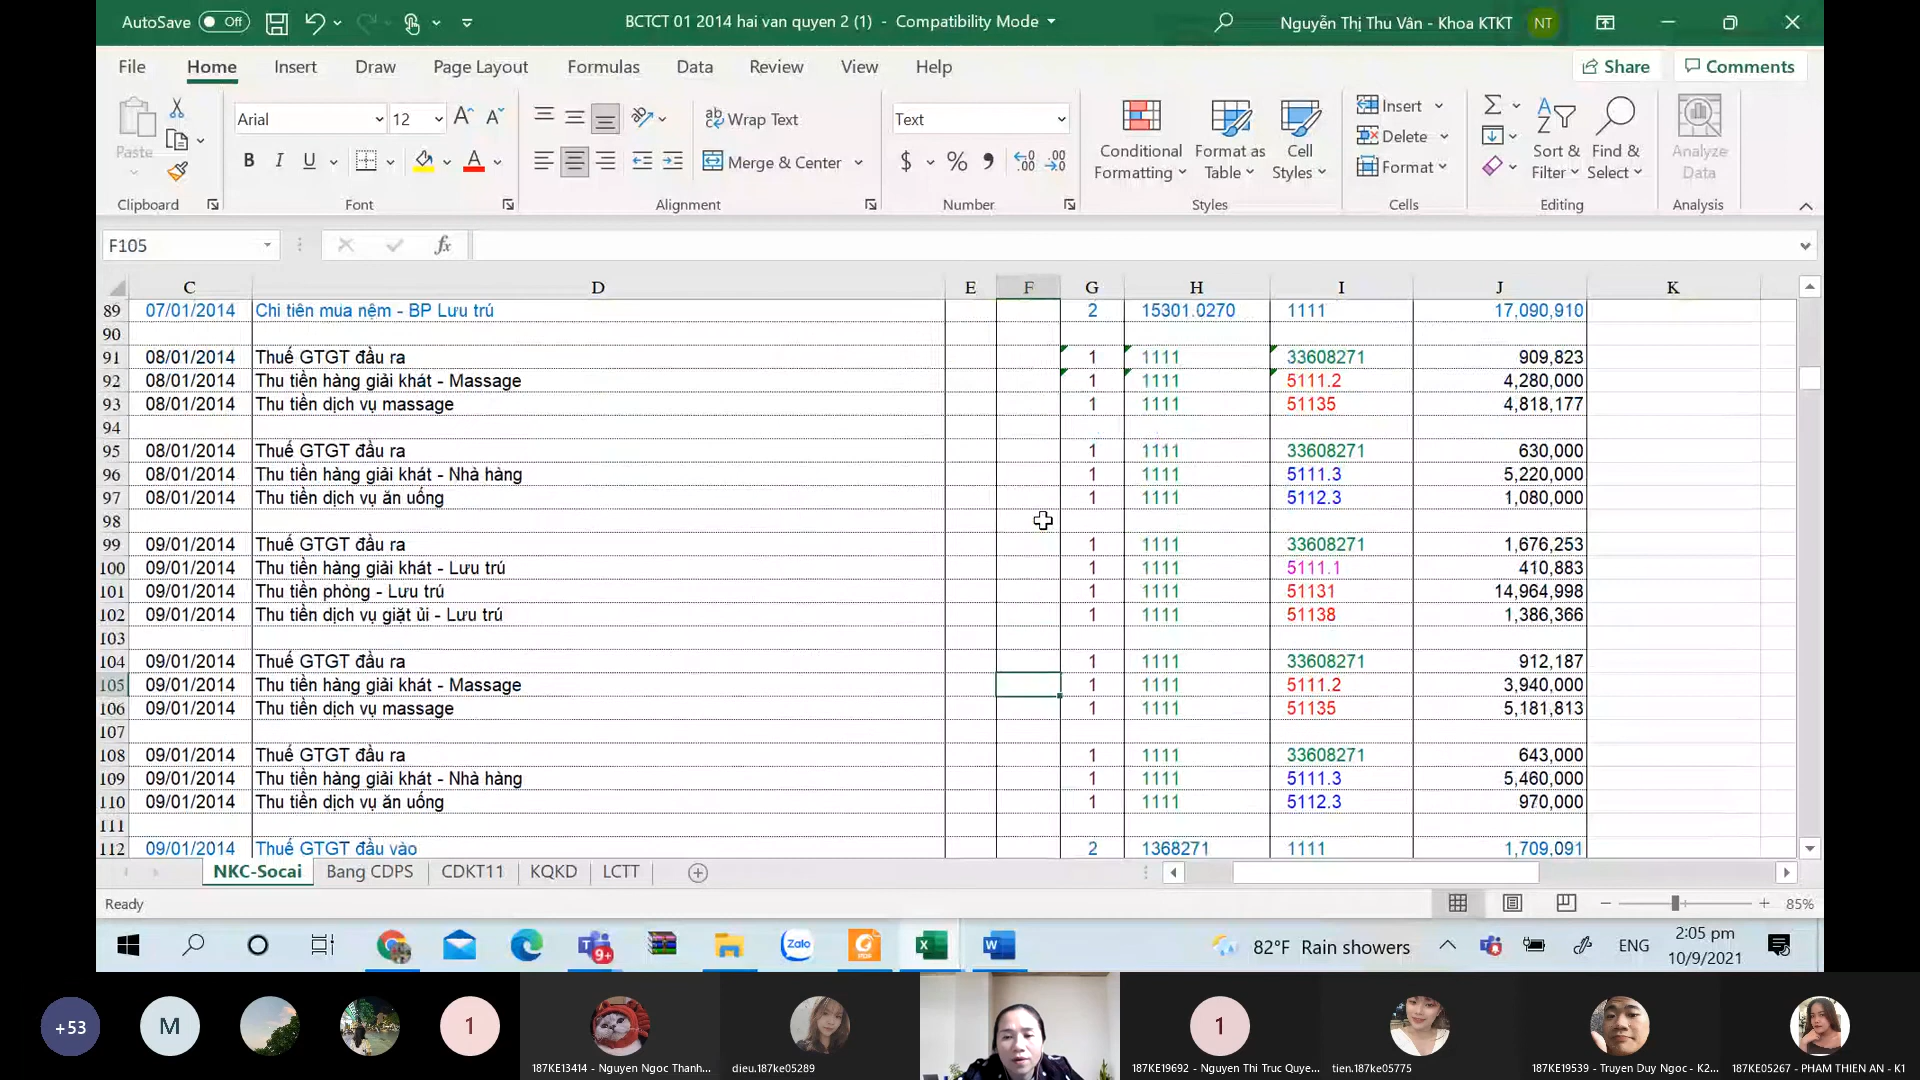 AutoSave Off BCTCT 01 2014 hai van quyen 2 (1) - Compatibility Mode Nguyễn Thị Thu Vân - Khoa KTKT NT
File Home Insert Draw Page Layout Formulas Data Review View Help Share Comments
Paste Arial 12 Wrap Text Text Insert
B I U Merge & Center Conditional Formatting Format as Table Cell Styles Delete Sort & Filter Find & Select Analyze Data
Format
Clipboard Font Alignment Number Styles Cells Editing Analysis
F105 fx
C D E F G H I J K
89 07/01/2014 Chi tiền mua nệm - BP Lưu trú 2 15301.0270 1111 17,090,910
90
91 08/01/2014 Thuế GTGT đầu ra 1 1111 33608271 909,823
92 08/01/2014 Thu tiền hàng giải khát - Massage 1 1111 5111.2 4,280,000
93 08/01/2014 Thu tiền dịch vụ massage 1 1111 51135 4,818,177
94
95 08/01/2014 Thuế GTGT đầu ra 1 1111 33608271 630,000
96 08/01/2014 Thu tiền hàng giải khát - Nhà hàng 1 1111 5111.3 5,220,000
97 08/01/2014 Thu tiền dịch vụ ăn uống 1 1111 5112.3 1,080,000
98
99 09/01/2014 Thuế GTGT đầu ra 1 1111 33608271 1,676,253
100 09/01/2014 Thu tiền hàng giải khát - Lưu trú 1 1111 5111.1 410,883
101 09/01/2014 Thu tiền phòng - Lưu trú 1 1111 51131 14,964,998
102 09/01/2014 Thu tiền dịch vụ giặt ủi - Lưu trú 1 1111 51138 1,386,366
103
104 09/01/2014 Thuế GTGT đầu ra 1 1111 33608271 912,187
105 09/01/2014 Thu tiền hàng giải khát - Massage 1 1111 5111.2 3,940,000
106 09/01/2014 Thu tiền dịch vụ massage 1 1111 51135 5,181,813
107
108 09/01/2014 Thuế GTGT đầu ra 1 1111 33608271 643,000
109 09/01/2014 Thu tiền hàng giải khát - Nhà hàng 1 1111 5111.3 5,460,000
110 09/01/2014 Thu tiền dịch vụ ăn uống 1 1111 5112.3 970,000
111
112 09/01/2014 Thuế GTGT đầu vào 2 1368271 1111 1,709,091
NKC-Socai Bang CDPS CDKT11 KQKD LCTT
Ready 85%
9+ Zalo 82°F Rain showers ENG 2:05 pm
10/9/2021
+53 M 1 1
187KE13414 - Nguyen Ngoc Thanh... dieu.187ke05289 187KE19692 - Nguyen Thi Truc Quye... tien.187ke05775 187KE19539 - Truyen Duy Ngoc - K2... 187KE05267 - PHAM THIEN AN - K1